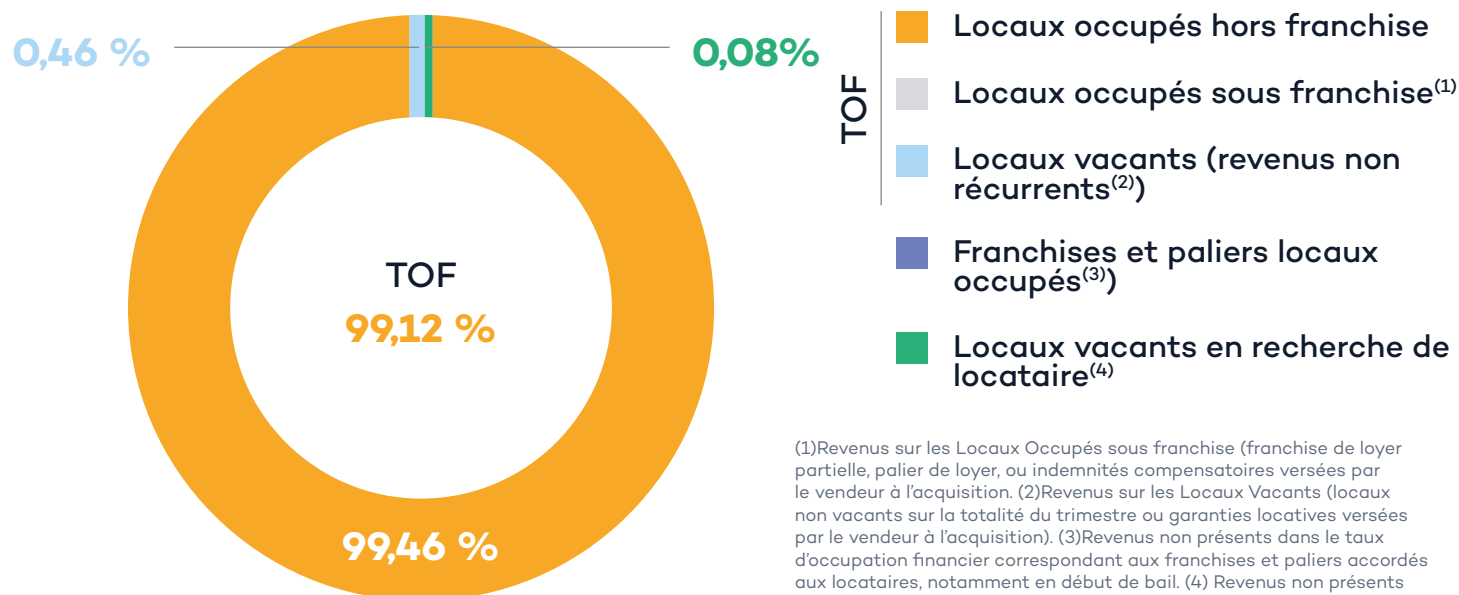 0,46 %
0,08%
TOF
99,12 %
99,46 %
TOF
Locaux occupés hors franchise
Locaux occupés sous franchise(1)
Locaux vacants (revenus non
récurrents(2))
Franchises et paliers locaux
occupés(3))
Locaux vacants en recherche de
locataire(4)
(1)Revenus sur les Locaux Occupés sous franchise (franchise de loyer
partielle, palier de loyer, ou indemnités compensatoires versées par
le vendeur à l'acquisition. (2)Revenus sur les Locaux Vacants (locaux
non vacants sur la totalité du trimestre ou garanties locatives versées
par le vendeur à l'acquisition). (3)Revenus non présents dans le taux
d'occupation financier correspondant aux franchises et paliers accordés
aux locataires, notamment en début de bail. (4) Revenus non présents